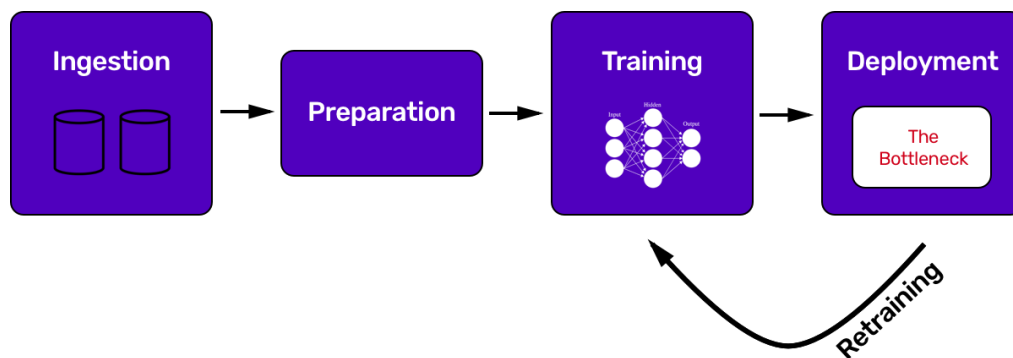 Ingestion
Preparation
Training
Input
Hidden
Output
Deployment
The
Bottleneck
Retraining